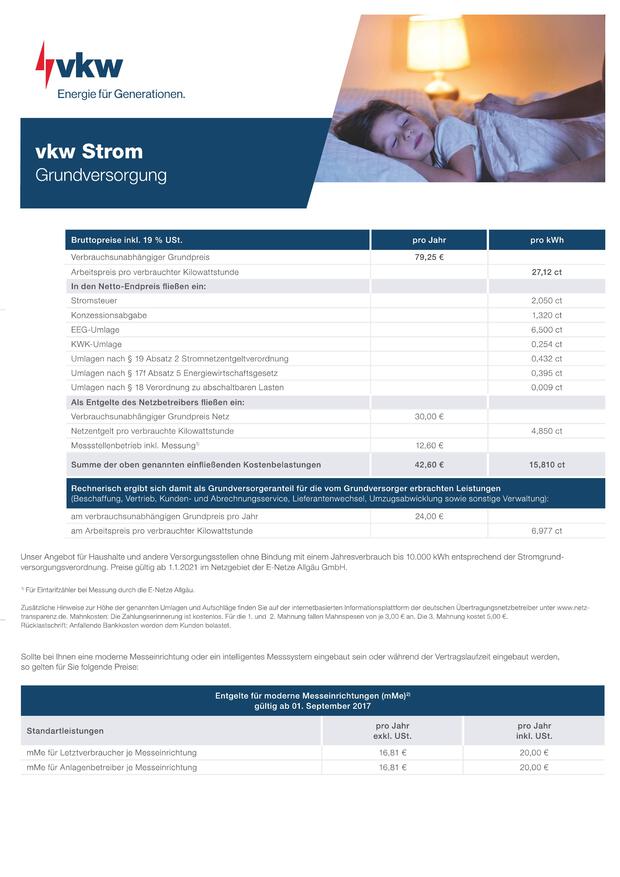 vkw
Energie für Generationen.
vkw Strom
Grundversorgung
Bruttopreise inkl. 19 % USt. pro Jahr pro kWh
Verbrauchsunabhängiger Grundpreis 79,25 €
Arbeitspreis pro verbrauchter Kilowattstunde 27,12 ct
In den Netto-Endpreis fließen ein:
Stromsteuer 2,050 ct
Konzessionsabgabe 1,320 ct
EEG-Umlage 6,500 ct
KWK-Umlage 0,254 ct
Umlagen nach § 19 Absatz 2 Stromnetzentgeltverordnung 0,432 ct
Umlagen nach § 17f Absatz 5 Energiewirtschaftsgesetz 0,395 ct
Umlagen nach § 18 Verordnung zu abschaltbaren Lasten 0,009 ct
Als Entgelte des Netzbetreibers fließen ein:
Verbrauchsunabhängiger Grundpreis Netz 30,00 €
Netzentgelt pro verbrauchte Kilowattstunde 4,850 ct
Messstellenbetrieb inkl. Messung¹⁾ 12,60 €
Summe der oben genannten einfließenden Kostenbelastungen 42,60 € 15,810 ct
Rechnerisch ergibt sich damit als Grundversorgeranteil für die vom Grundversorger erbrachten Leistungen
(Beschaffung, Vertrieb, Kunden- und Abrechnungsservice, Lieferantenwechsel, Umzugsabwicklung sowie sonstige Verwaltung):
am verbrauchsunabhängigen Grundpreis pro Jahr 24,00 €
am Arbeitspreis pro verbrauchter Kilowattstunde 6,977 ct
Unser Angebot für Haushalte und andere Versorgungsstellen ohne Bindung mit einem Jahresverbrauch bis 10.000 kWh entsprechend der Stromgrund-
versorgungsverordnung. Preise gültig ab 1.1.2021 im Netzgebiet der E-Netze Allgäu GmbH.
¹⁾ Für Eintarifzähler bei Messung durch die E-Netze Allgäu.
Zusätzliche Hinweise zur Höhe der genannten Umlagen und Aufschläge finden Sie auf der internetbasierten Informationsplattform der deutschen Übertragungsnetzbetreiber unter www.netz-
transparenz.de. Mahnkosten: Die Zahlungserinnerung ist kostenlos. Für die 1. und 2. Mahnung fallen Mahnspesen von je 3,00 € an. Die 3. Mahnung kostet 5,00 €.
Rücklastschrift: Anfallende Bankkosten werden dem Kunden belastet.
Sollte bei Ihnen eine moderne Messeinrichtung oder ein intelligentes Messsystem eingebaut sein oder während der Vertragslaufzeit eingebaut werden,
so gelten für Sie folgende Preise:
Entgelte für moderne Messeinrichtungen (mMe)²⁾
gültig ab 01. September 2017
Standartleistungen pro Jahr exkl. USt. pro Jahr inkl. USt.
mMe für Letztverbraucher je Messeinrichtung 16,81 € 20,00 €
mMe für Anlagenbetreiber je Messeinrichtung 16,81 € 20,00 €